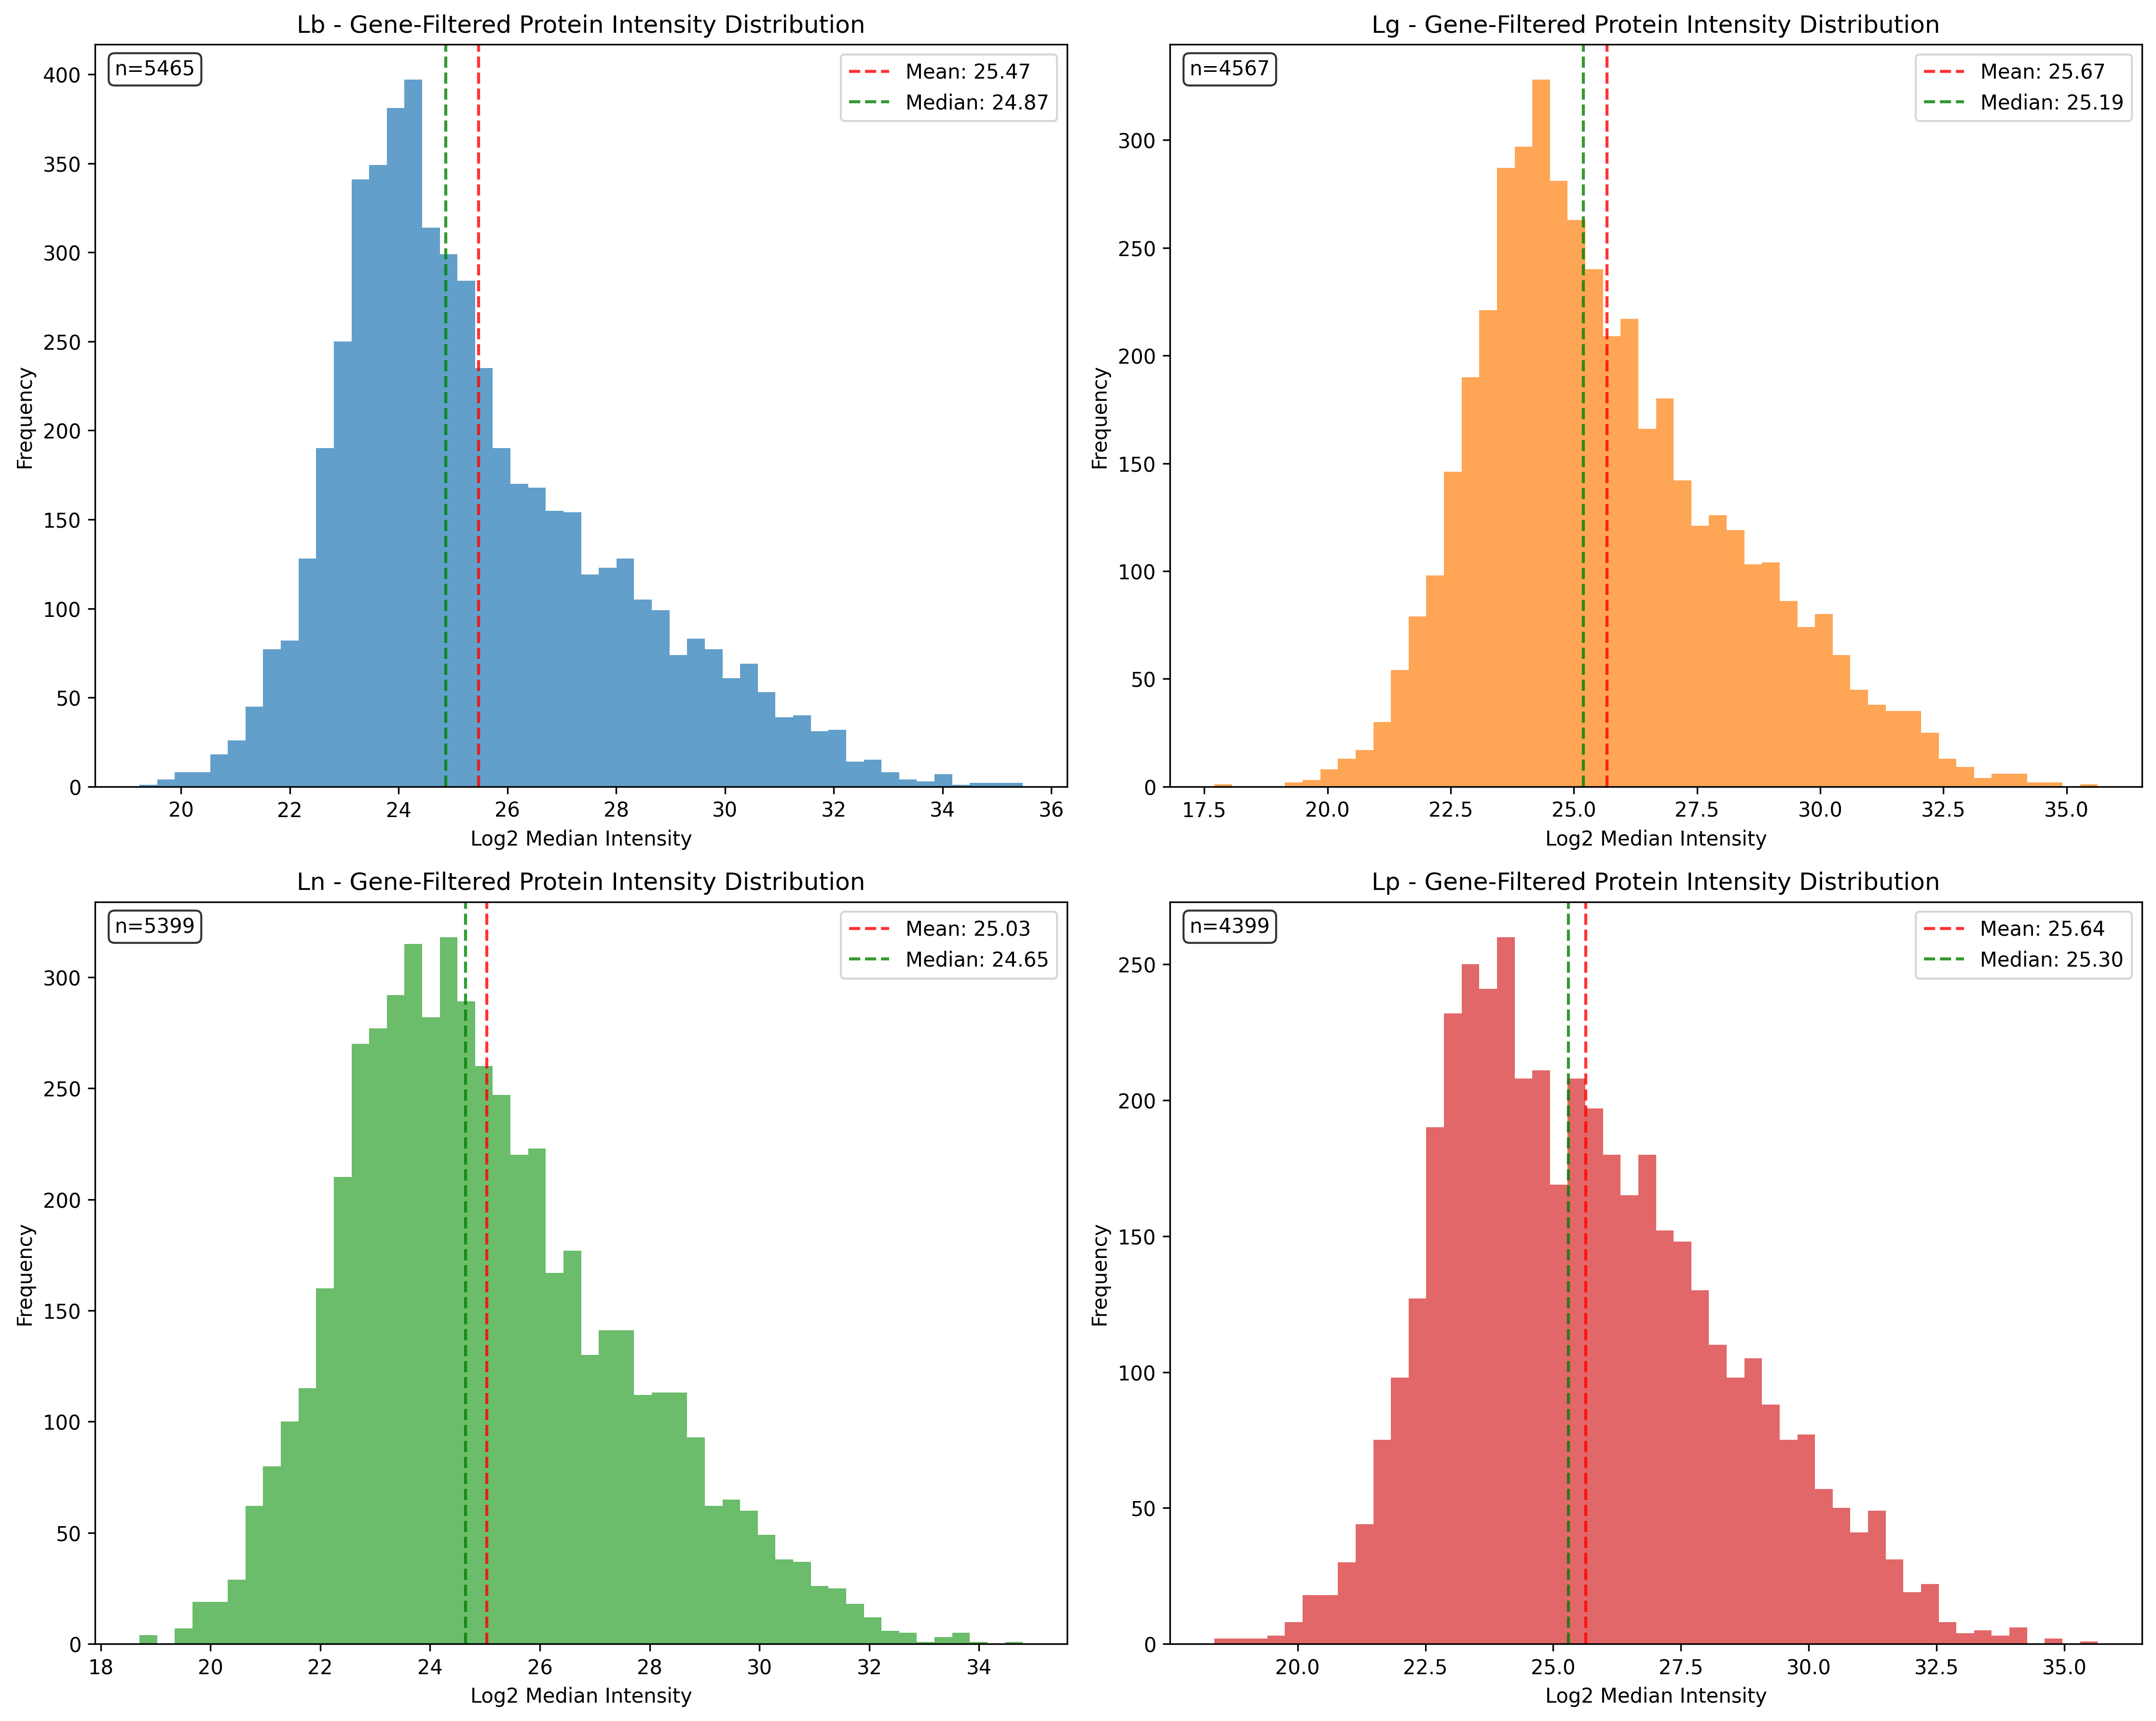 Lb - Gene-Filtered Protein Intensity Distribution
n=5465
Mean: 25.47
Median: 24.87
Frequency
400
350
300
250
200
150
100
50
0
20 22 24 26 28 30 32 34 36
Log2 Median Intensity
Lg - Gene-Filtered Protein Intensity Distribution
n=4567
Mean: 25.67
Median: 25.19
Frequency
300
250
200
150
100
50
0
17.5 20.0 22.5 25.0 27.5 30.0 32.5 35.0
Log2 Median Intensity
Ln - Gene-Filtered Protein Intensity Distribution
n=5399
Mean: 25.03
Median: 24.65
Frequency
300
250
200
150
100
50
0
18 20 22 24 26 28 30 32 34
Log2 Median Intensity
Lp - Gene-Filtered Protein Intensity Distribution
n=4399
Mean: 25.64
Median: 25.30
Frequency
250
200
150
100
50
0
20.0 22.5 25.0 27.5 30.0 32.5 35.0
Log2 Median Intensity